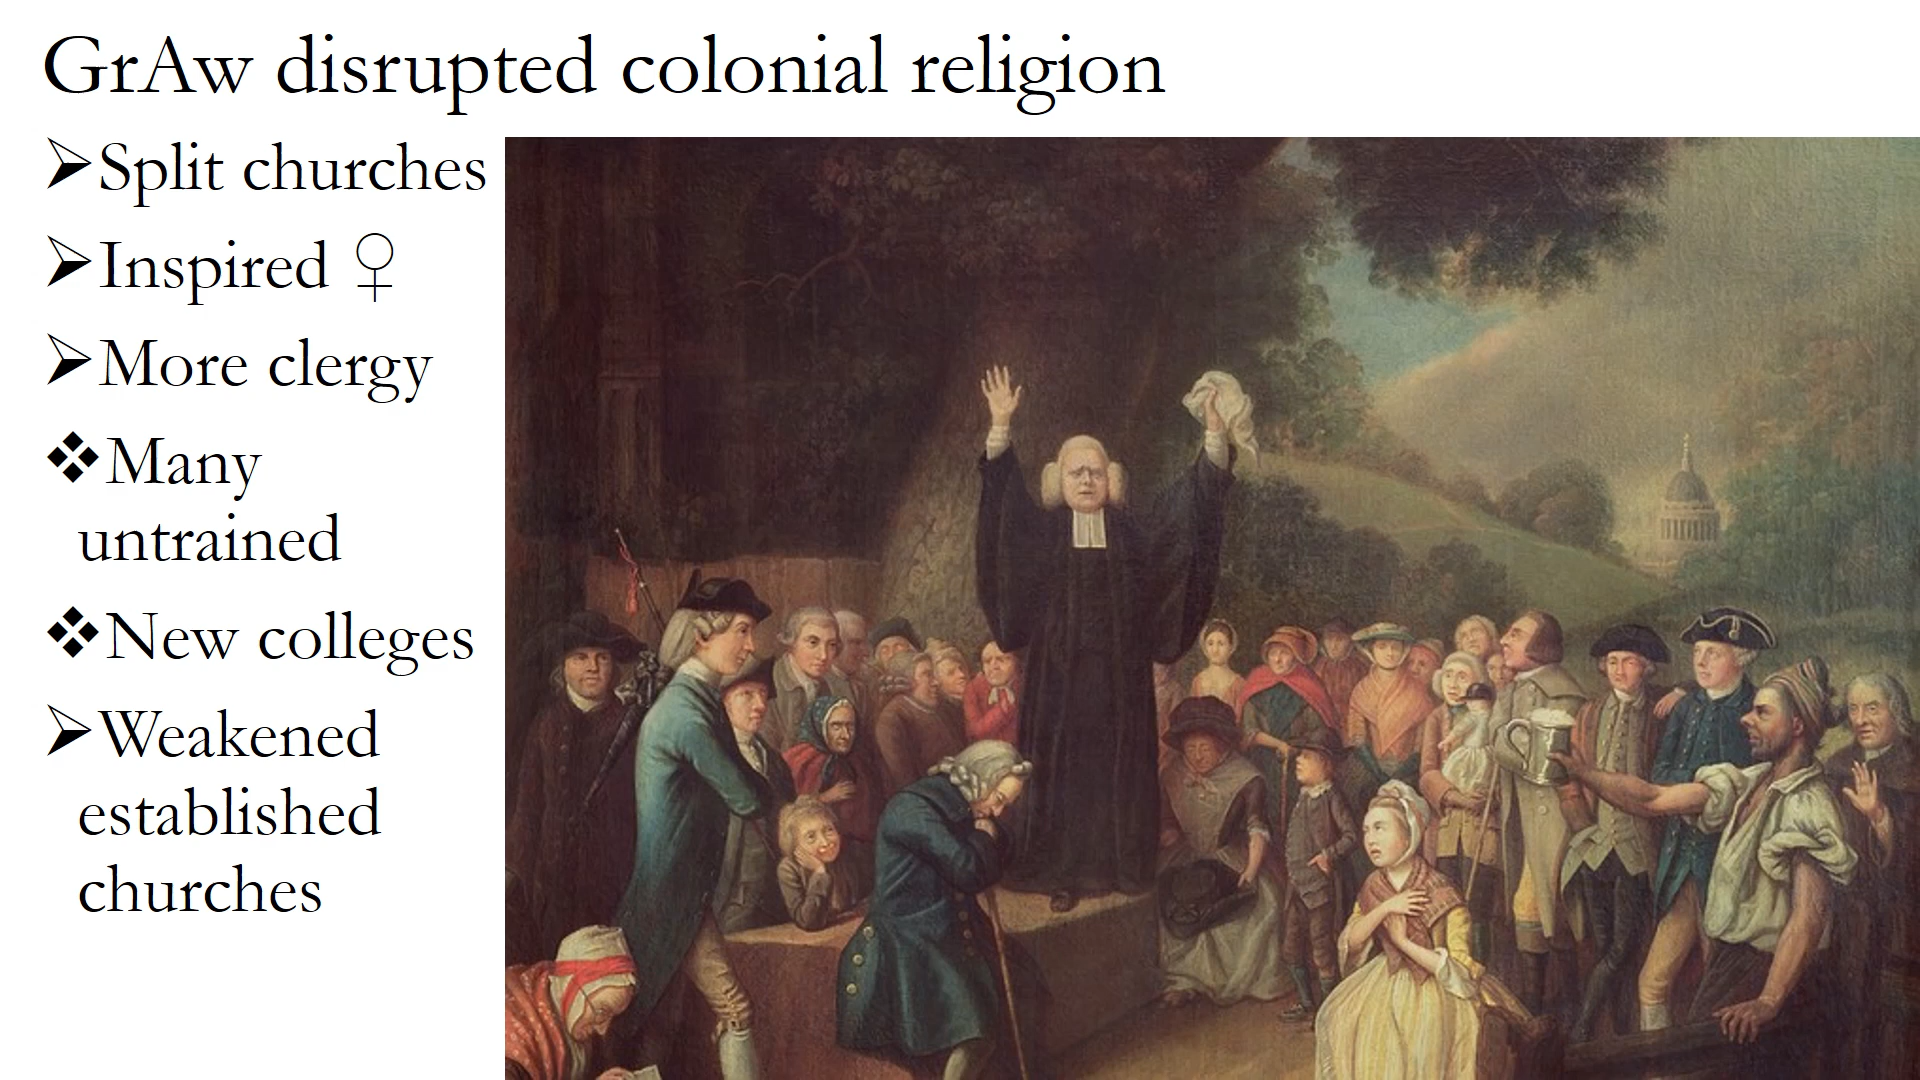 GrAw disrupted colonial religion
➢Split churches
➢Inspired ♀
➢More clergy
❖Many
untrained
❖New colleges
➢Weakened
established
churches